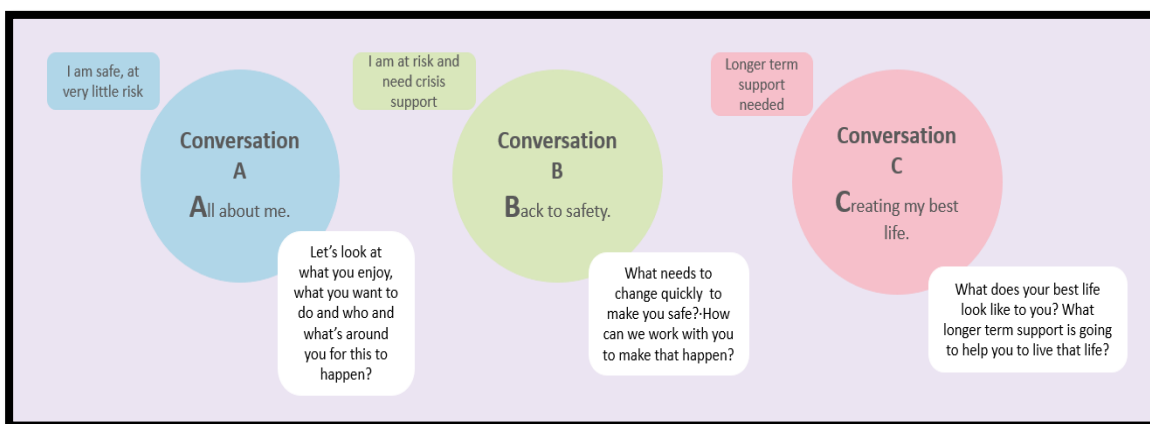 I am safe, at
very little risk
Conversation
A
All about me.
Let's look at
what you enjoy,
what you want to
do and who and
what's around
you for this to
happen?
I am at risk and
need crisis
support
Conversation
B
Back to safety.
What needs to
change quickly to
make you safe?·How
can we work with you
to make that happen?
Longer term
support
needed
Conversation
C
Creating my best
life.
What does your best life
look like to you? What
longer term support is going
to help you to live that life?